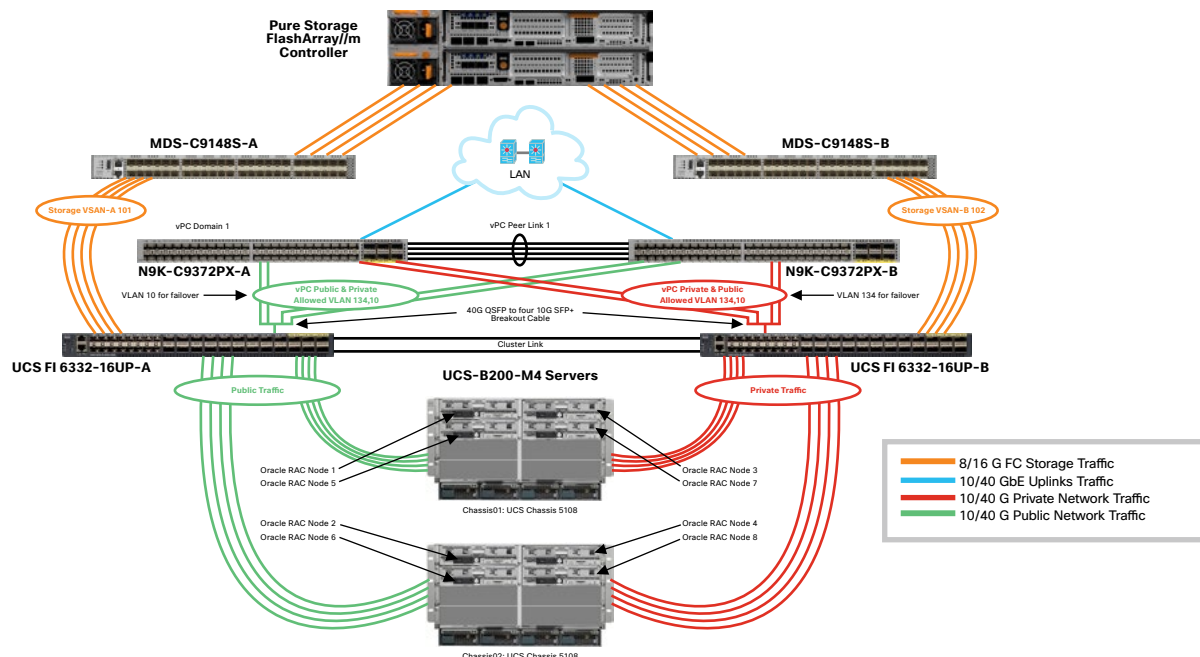 Pure Storage
FlashArray//m
Controller
MDS-C9148S-A
MDS-C9148S-B
LAN
Storage VSAN-A 101
Storage VSAN-B 102
vPC Domain 1
vPC Peer Link 1
N9K-C9372PX-A
N9K-C9372PX-B
VLAN 10 for failover
vPC Public & Private
Allowed VLAN 134,10
vPC Private & Public
Allowed VLAN 134,10
VLAN 134 for failover
40G QSFP to four 10G SFP+
Breakout Cable
Cluster Link
UCS FI 6332-16UP-A
UCS FI 6332-16UP-B
UCS-B200-M4 Servers
Public Traffic
Private Traffic
Oracle RAC Node 1
Oracle RAC Node 5
Oracle RAC Node 3
Oracle RAC Node 7
Chassis01: UCS Chassis 5108
Oracle RAC Node 2
Oracle RAC Node 6
Oracle RAC Node 4
Oracle RAC Node 8
Chassis02: UCS Chassis 5108
8/16 G FC Storage Traffic
10/40 GbE Uplinks Traffic
10/40 G Private Network Traffic
10/40 G Public Network Traffic